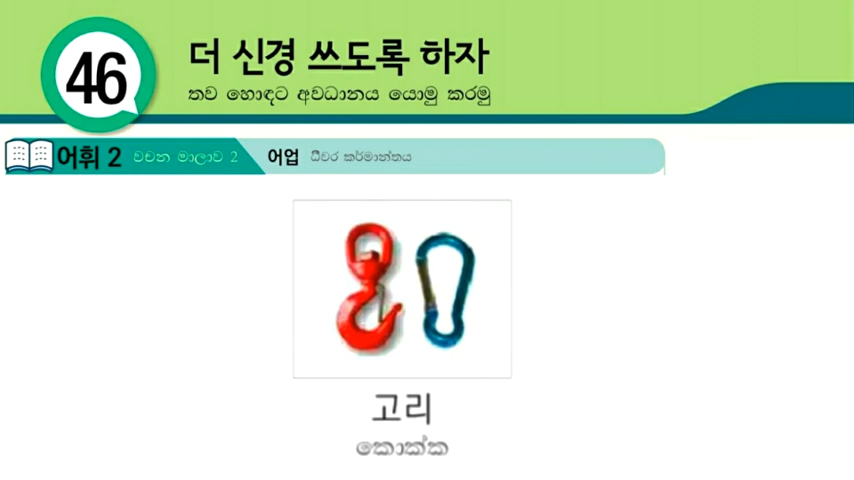 46
더 신경 쓰도록 하자
තව හොඳට අවධානය යොමු කරමු
어휘 2 වචන මාලාව 2 어업 ධීවර කර්මාන්තය
고리
කොක්ක